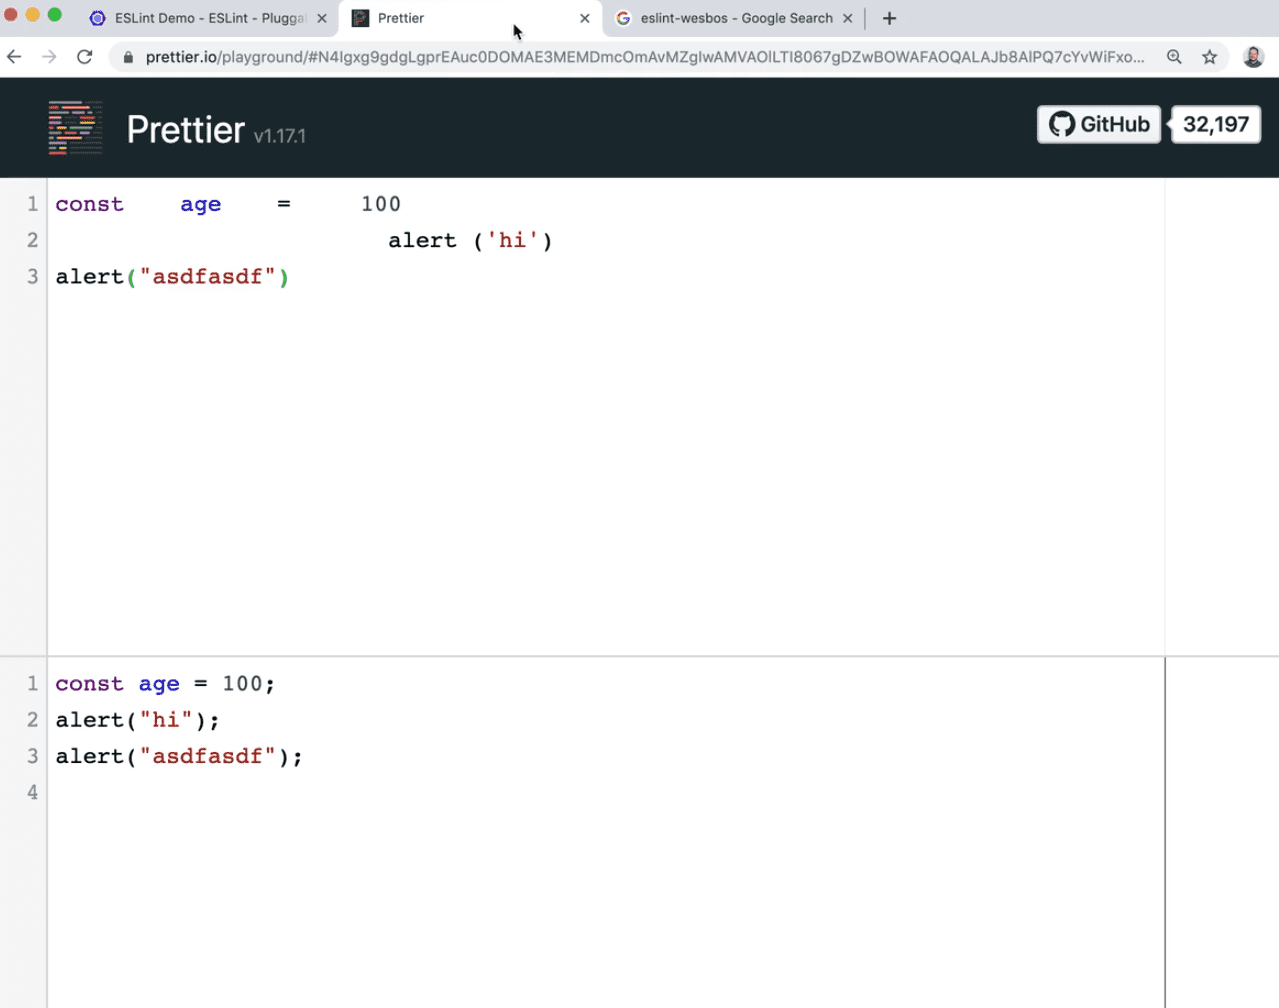 ESLint Demo - ESLint - Plugga
Prettier
eslint-wesbos - Google Search
prettier.io/playground/#N4Igxg9gdgLgprEAuc0DOMAE3MEMDmcOmAvMZgIwAMVAOlLTI8067gDZwBOWAFAOQALAJb8AIPQ7cYvWiFxo...
Prettier v1.17.1
GitHub 32,197
1 const    age    =     100
2                         alert ('hi')
3 alert("asdfasdf")
1 const age = 100;
2 alert("hi");
3 alert("asdfasdf");
4